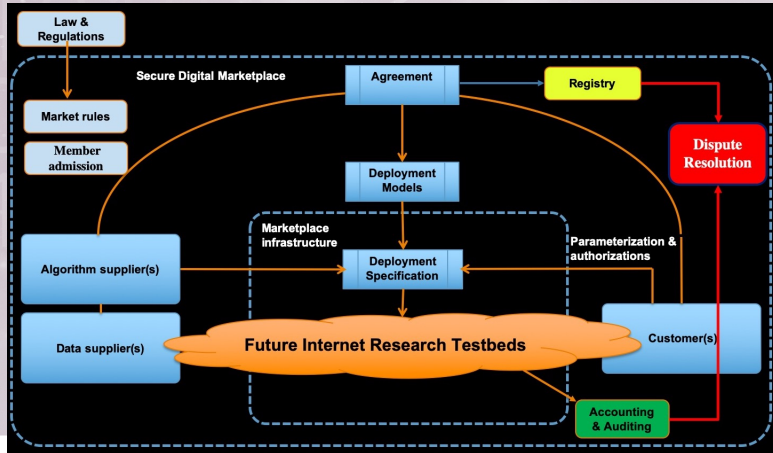 Law &
Regulations
Secure Digital Marketplace
Agreement
Registry
Market rules
Member
admission
Dispute
Resolution
Deployment
Models
Marketplace
infrastructure
Parameterization &
authorizations
Algorithm supplier(s)
Deployment
Specification
Data supplier(s)
Future Internet Research Testbeds
Customer(s)
Accounting
& Auditing